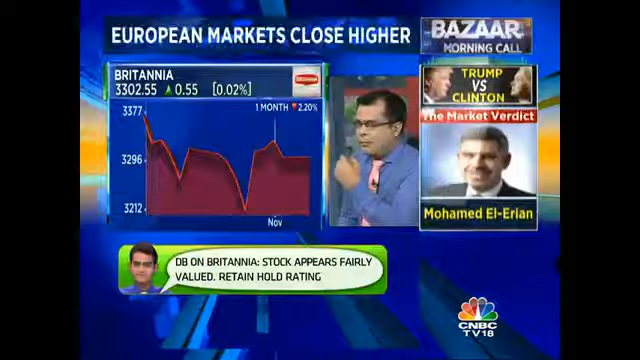 EUROPEAN MARKETS CLOSE HIGHER
BAZAAR
MORNING CALL
BRITANNIA
3302.55 0.55 [0.02%]
1 MONTH 2.20%
3377
3296
3212
Nov
TRUMP
VS
CLINTON
The Market Verdict
Mohamed El-Erian
DB ON BRITANNIA: STOCK APPEARS FAIRLY
VALUED. RETAIN HOLD RATING
CNBC
TV18